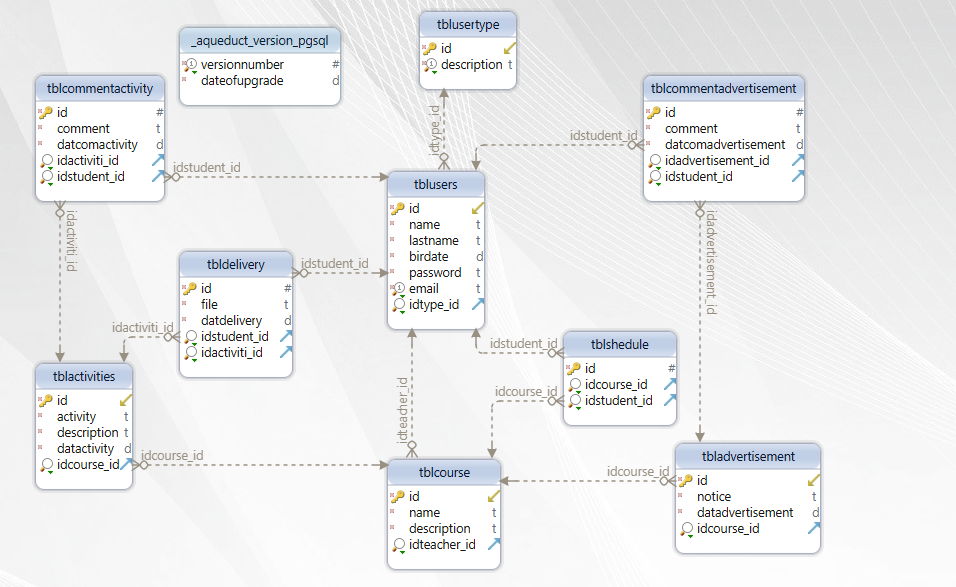 tblusertype
id
description t
_aqueduct_version_pgsql
versionnumber #
dateofupgrade d
tblcommentactivity
id #
comment t
datcomactivity d
idactiviti_id
idstudent_id
tblcommentadvertisement
id #
comment t
datcomadvertisement d
idadvertisement_id
idstudent_id
idtype_id
idstudent_id
idstudent_id
tblusers
id
name t
lastname t
birdate d
password t
email t
idtype_id
idactiviti_id
idadvertisement_id
tbldelivery
id #
file t
datdelivery d
idstudent_id
idactiviti_id
idstudent_id
idactiviti_id
idstudent_id
tblshedule
id #
idcourse_id
idstudent_id
idcourse_id
idteacher_id
tblactivities
id
activity t
description t
datactivity d
idcourse_id
idcourse_id
tblcourse
id
name t
description t
idteacher_id
idcourse_id
tbladvertisement
id
notice t
datadvertisement d
idcourse_id